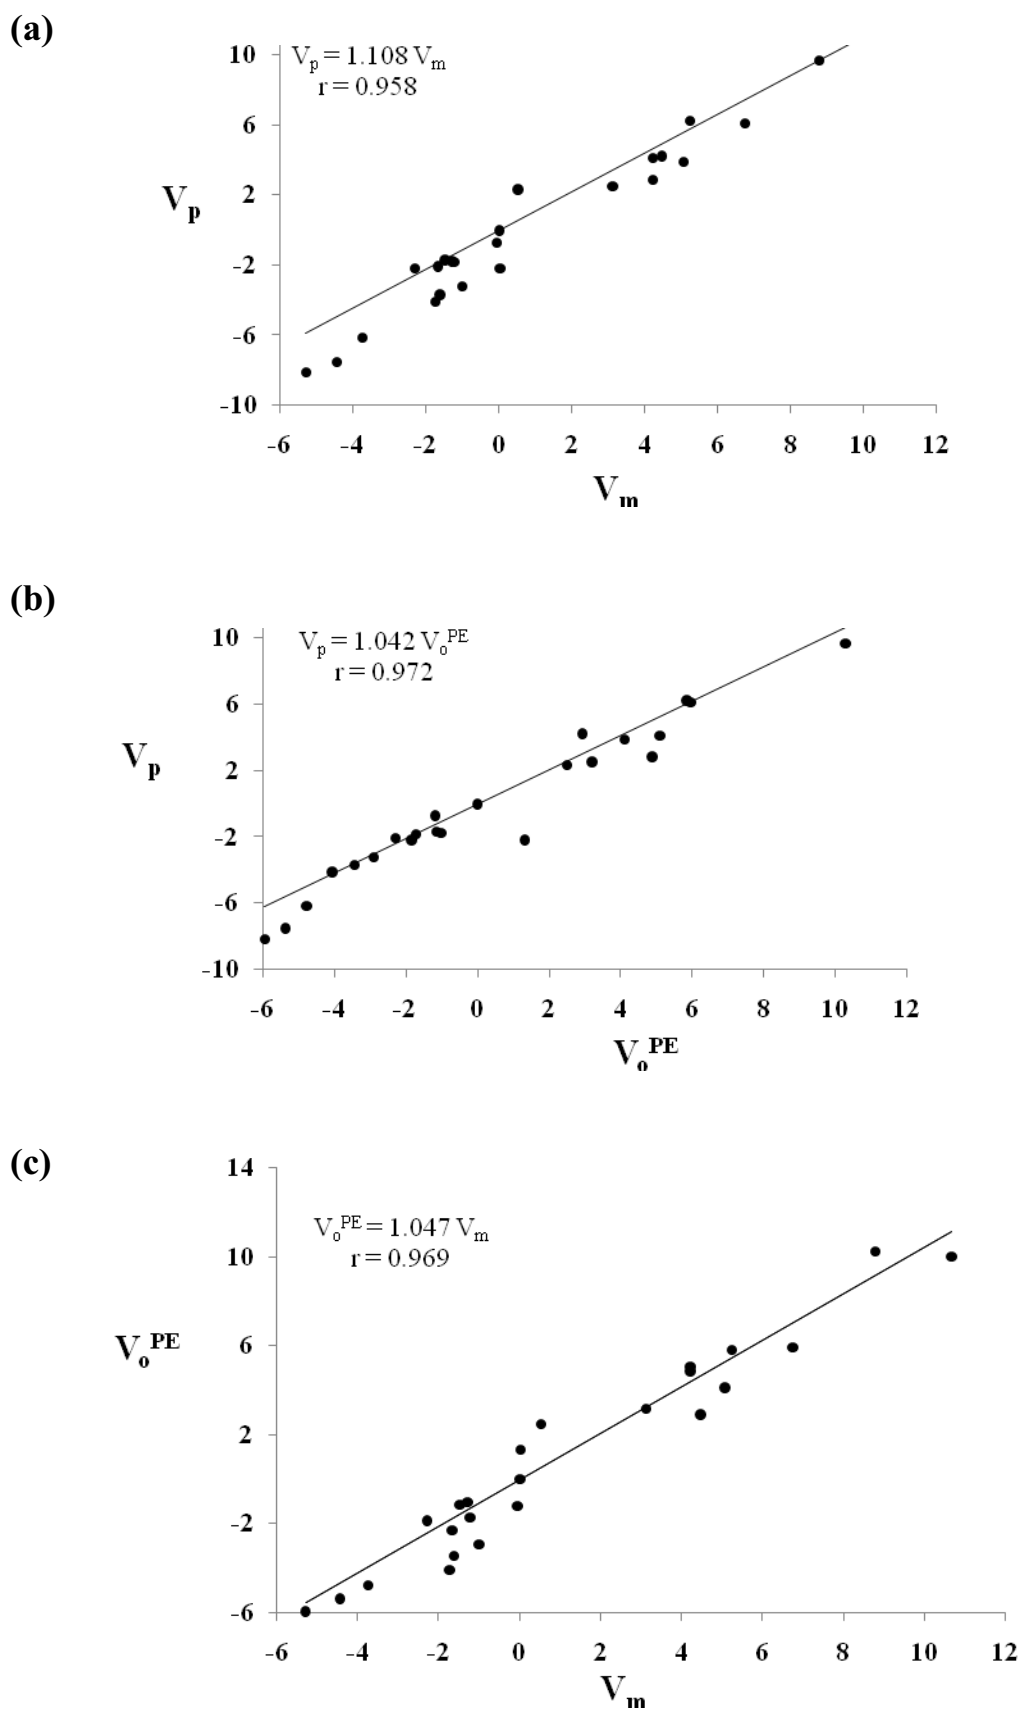 (a)
Vp = 1.108 Vm
r = 0.958
10
6
2
-2
-6
-10
Vp
-6 -4 -2 0 2 4 6 8 10 12
Vm
(b)
Vp = 1.042 VoPE
r = 0.972
10
6
2
-2
-6
-10
Vp
-6 -4 -2 0 2 4 6 8 10 12
VoPE
(c)
14
VoPE = 1.047 Vm
r = 0.969
10
6
2
-2
-6
VoPE
-6 -4 -2 0 2 4 6 8 10 12
Vm